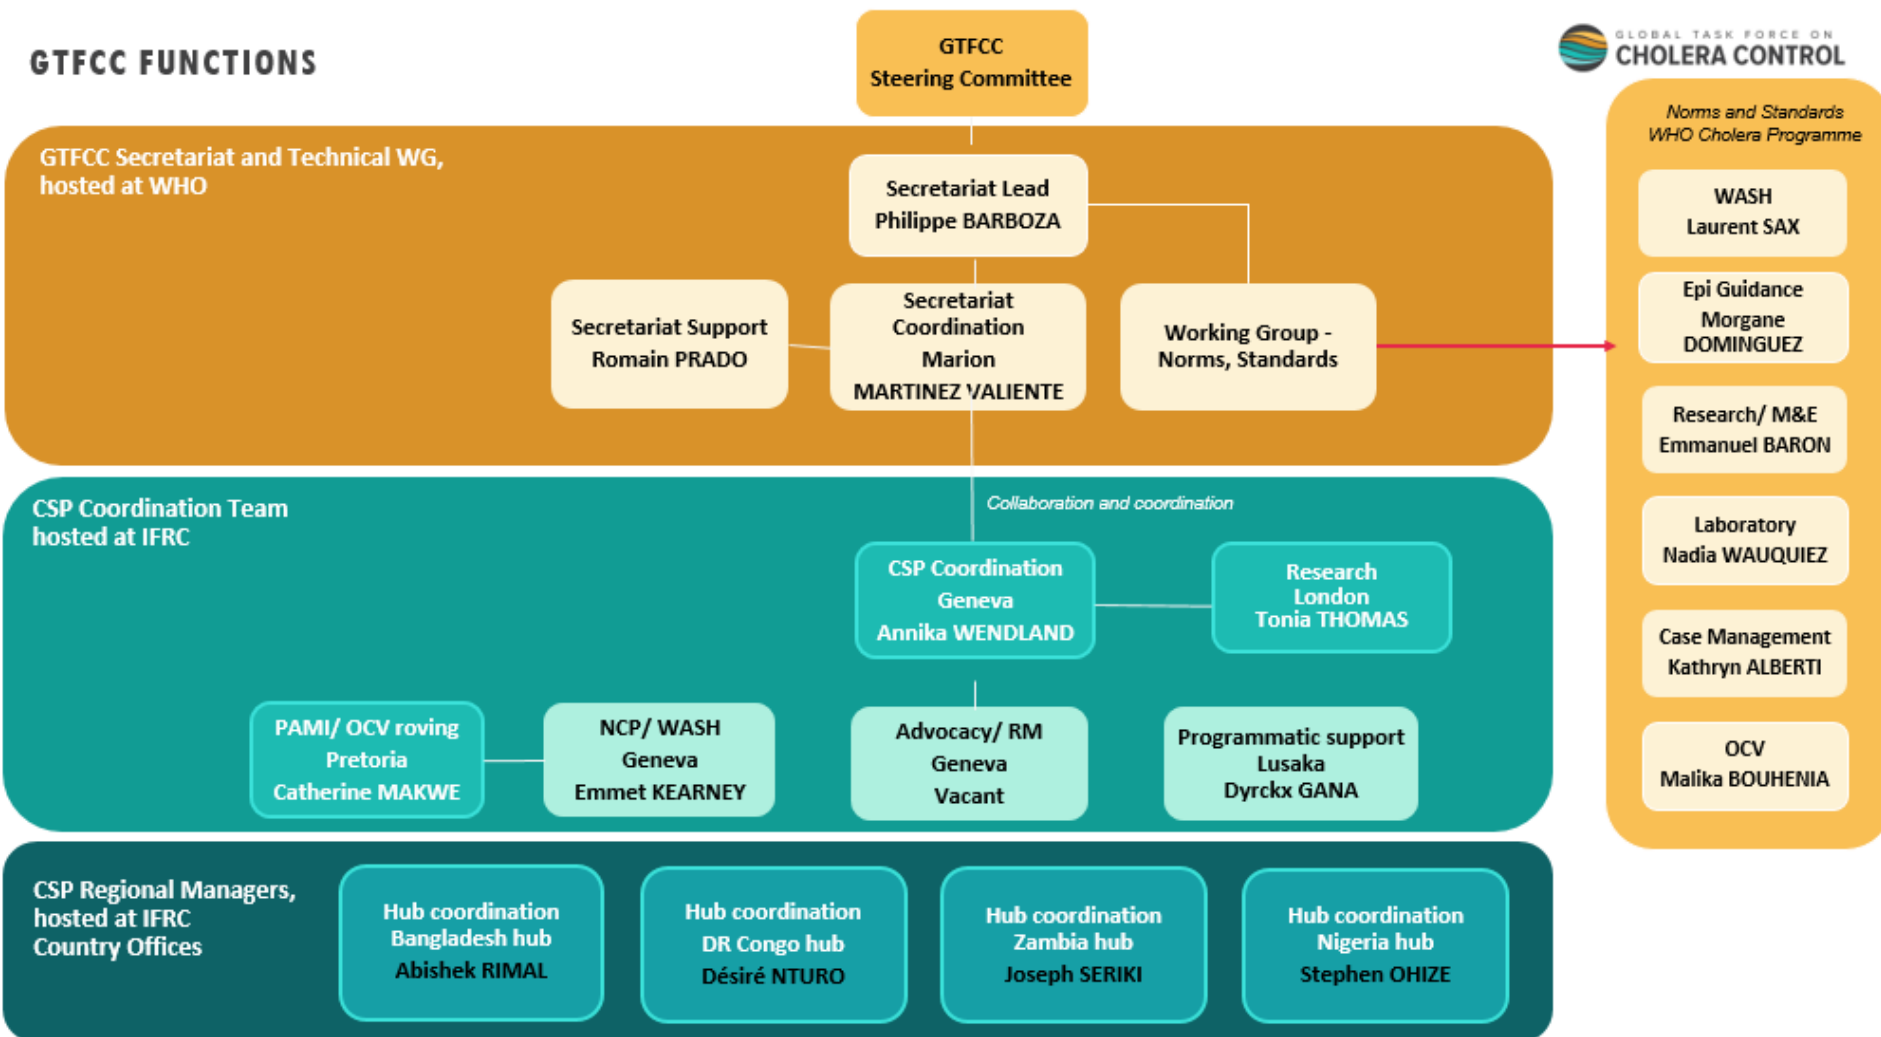 GTFCC FUNCTIONS
GTFCC
Steering Committee
GLOBAL TASK FORCE ON
CHOLERA CONTROL
GTFCC Secretariat and Technical WG,
hosted at WHO
Secretariat Lead
Philippe BARBOZA
Secretariat Support
Romain PRADO
Secretariat
Coordination
Marion
MARTINEZ VALIENTE
Working Group -
Norms, Standards
Norms and Standards
WHO Cholera Programme
WASH
Laurent SAX
Epi Guidance
Morgane
DOMINGUEZ
Research/ M&E
Emmanuel BARON
Laboratory
Nadia WAUQUIEZ
Case Management
Kathryn ALBERTI
OCV
Malika BOUHENIA
CSP Coordination Team
hosted at IFRC
Collaboration and coordination
CSP Coordination
Geneva
Annika WENDLAND
Research
London
Tonia THOMAS
PAMI/ OCV roving
Pretoria
Catherine MAKWE
NCP/ WASH
Geneva
Emmet KEARNEY
Advocacy/ RM
Geneva
Vacant
Programmatic support
Lusaka
Dyrckx GANA
CSP Regional Managers,
hosted at IFRC
Country Offices
Hub coordination
Bangladesh hub
Abishek RIMAL
Hub coordination
DR Congo hub
Désiré NTURO
Hub coordination
Zambia hub
Joseph SERIKI
Hub coordination
Nigeria hub
Stephen OHIZE